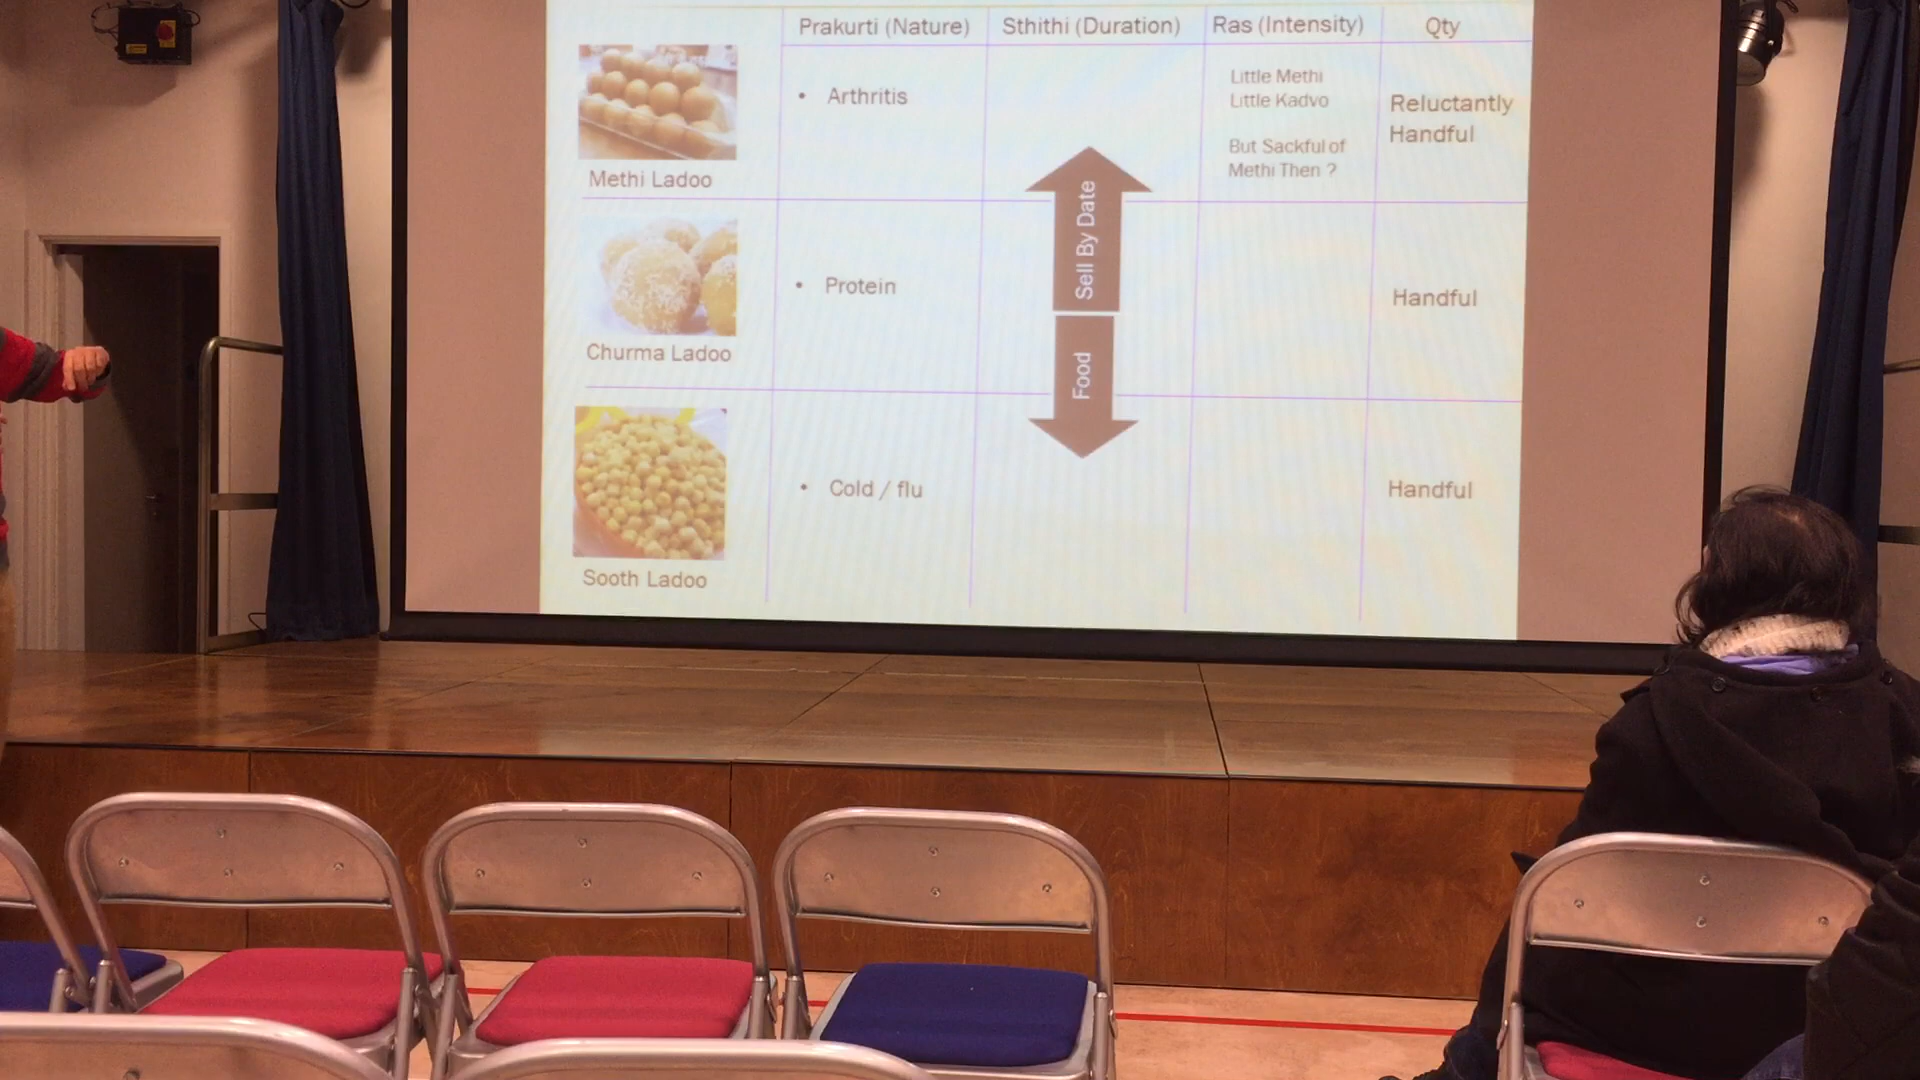 Prakurti (Nature) Sthithi (Duration) Ras (Intensity) Qty
Methi Ladoo
• Arthritis
Little Methi
Little Kadvo
But Sackful of
Methi Then ?
Reluctantly
Handful
Sell By Date
Churma Ladoo
• Protein
Handful
Food
Sooth Ladoo
• Cold / flu
Handful